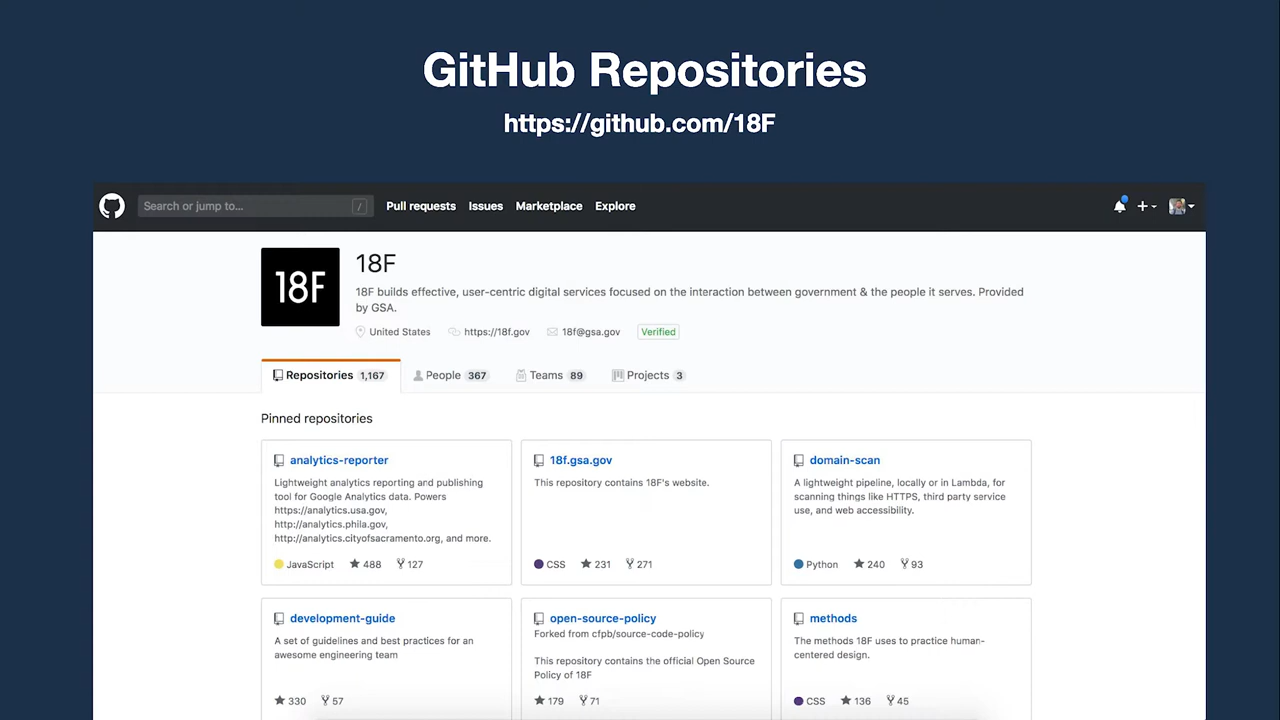 GitHub Repositories
https://github.com/18F
Search or jump to... /
Pull requests Issues Marketplace Explore
18F
18F
18F builds effective, user-centric digital services focused on the interaction between government & the people it serves. Provided
by GSA.
United States https://18f.gov 18f@gsa.gov Verified
Repositories 1,167 People 367 Teams 89 Projects 3
Pinned repositories
analytics-reporter
Lightweight analytics reporting and publishing
tool for Google Analytics data. Powers
https://analytics.usa.gov,
http://analytics.phila.gov,
http://analytics.cityofsacramento.org, and more.
JavaScript 488 127
18f.gsa.gov
This repository contains 18F's website.
CSS 231 271
domain-scan
A lightweight pipeline, locally or in Lambda, for
scanning things like HTTPS, third party service
use, and web accessibility.
Python 240 93
development-guide
A set of guidelines and best practices for an
awesome engineering team
330 57
open-source-policy
Forked from cfpb/source-code-policy
This repository contains the official Open Source
Policy of 18F
179 71
methods
The methods 18F uses to practice human-
centered design.
CSS 136 45